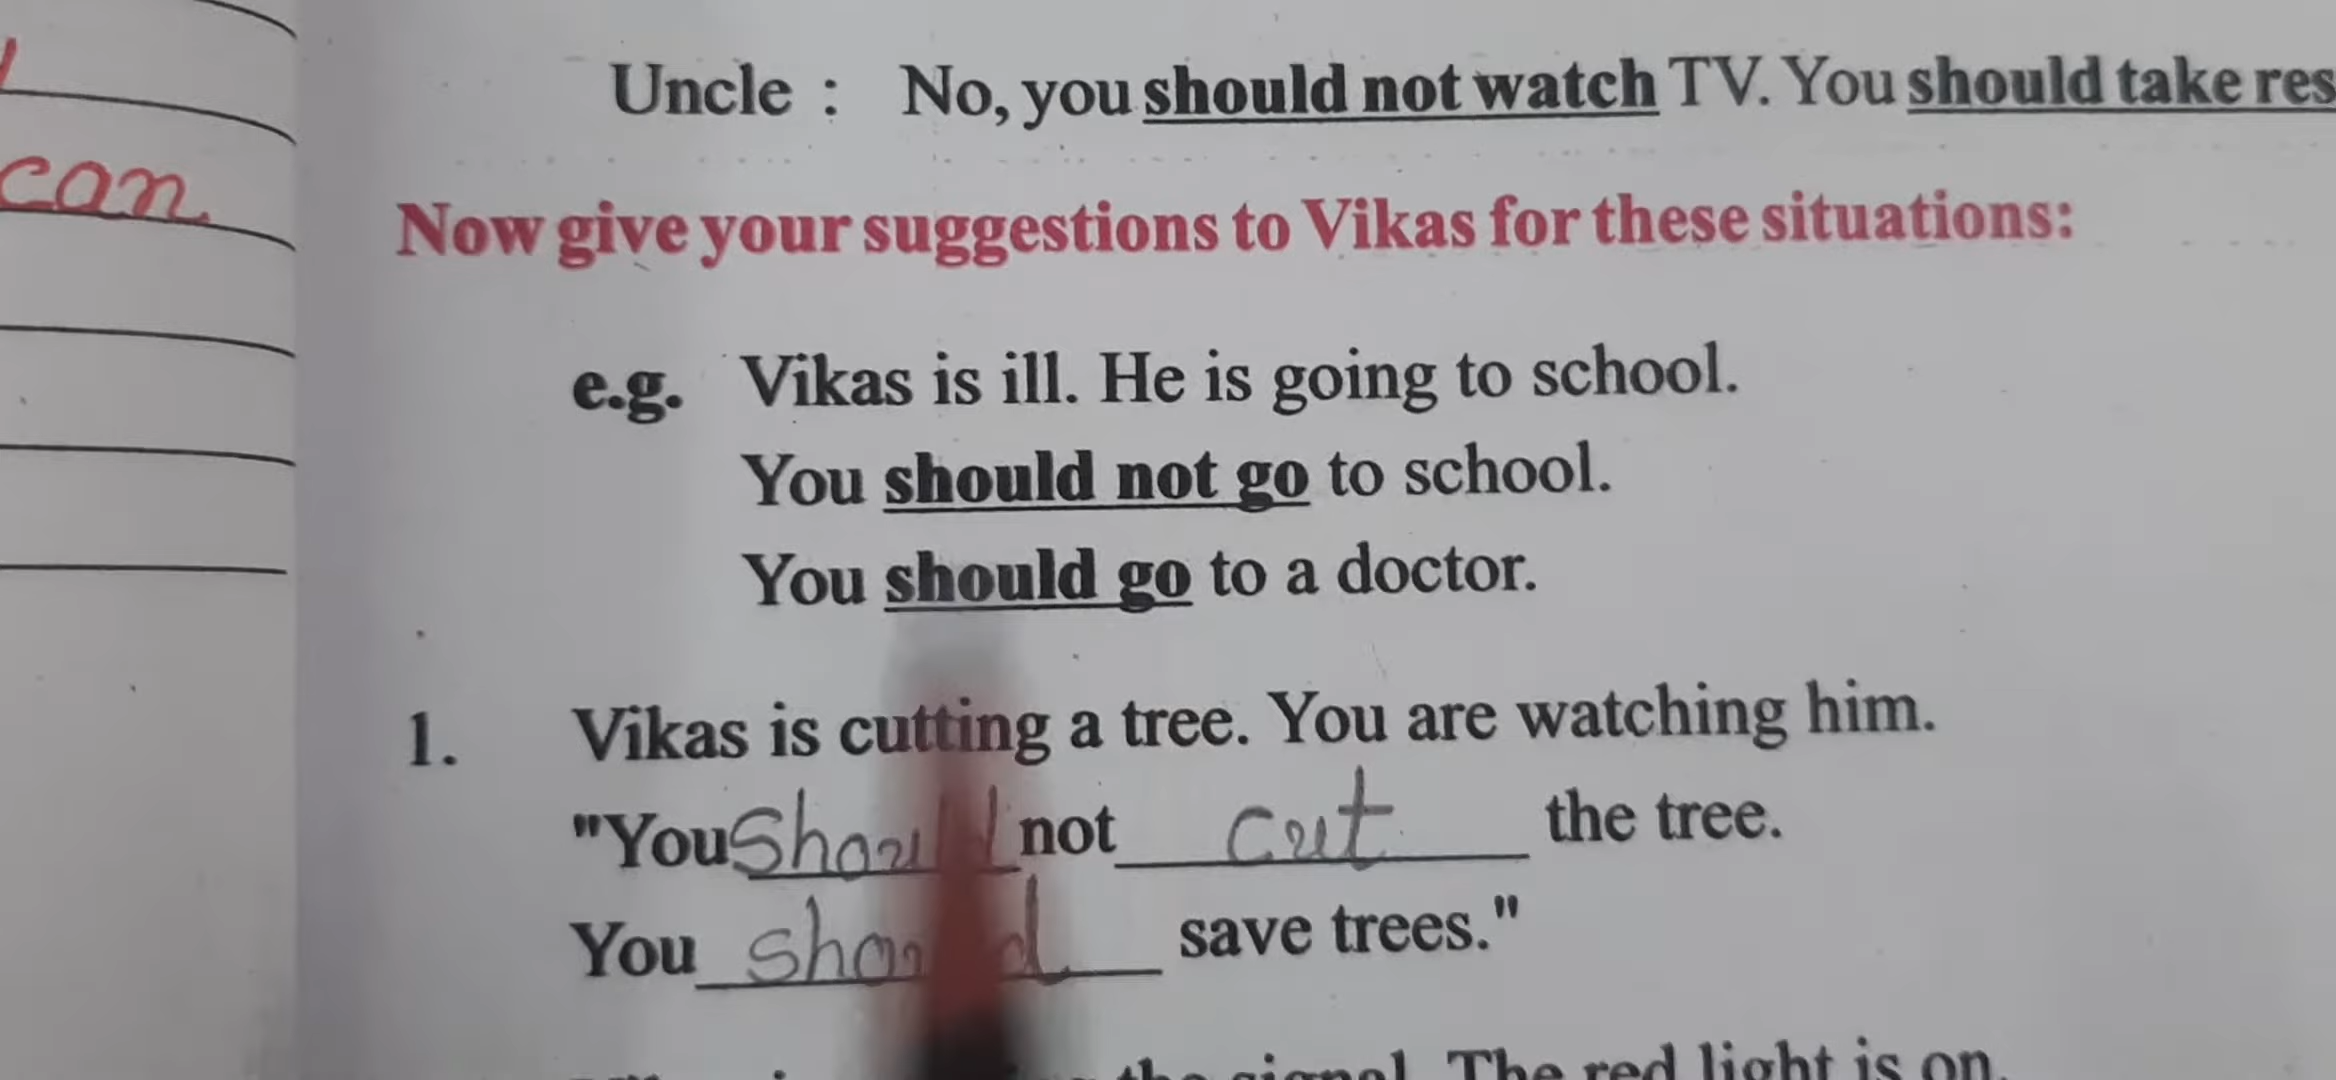 Uncle : No, you should not watch TV. You should take res
can
Now give your suggestions to Vikas for these situations:
e.g. Vikas is ill. He is going to school.
You should not go to school.
You should go to a doctor.
1. Vikas is cutting a tree. You are watching him.
"You should not cut the tree.
You should save trees."
the signal. The red light is on.